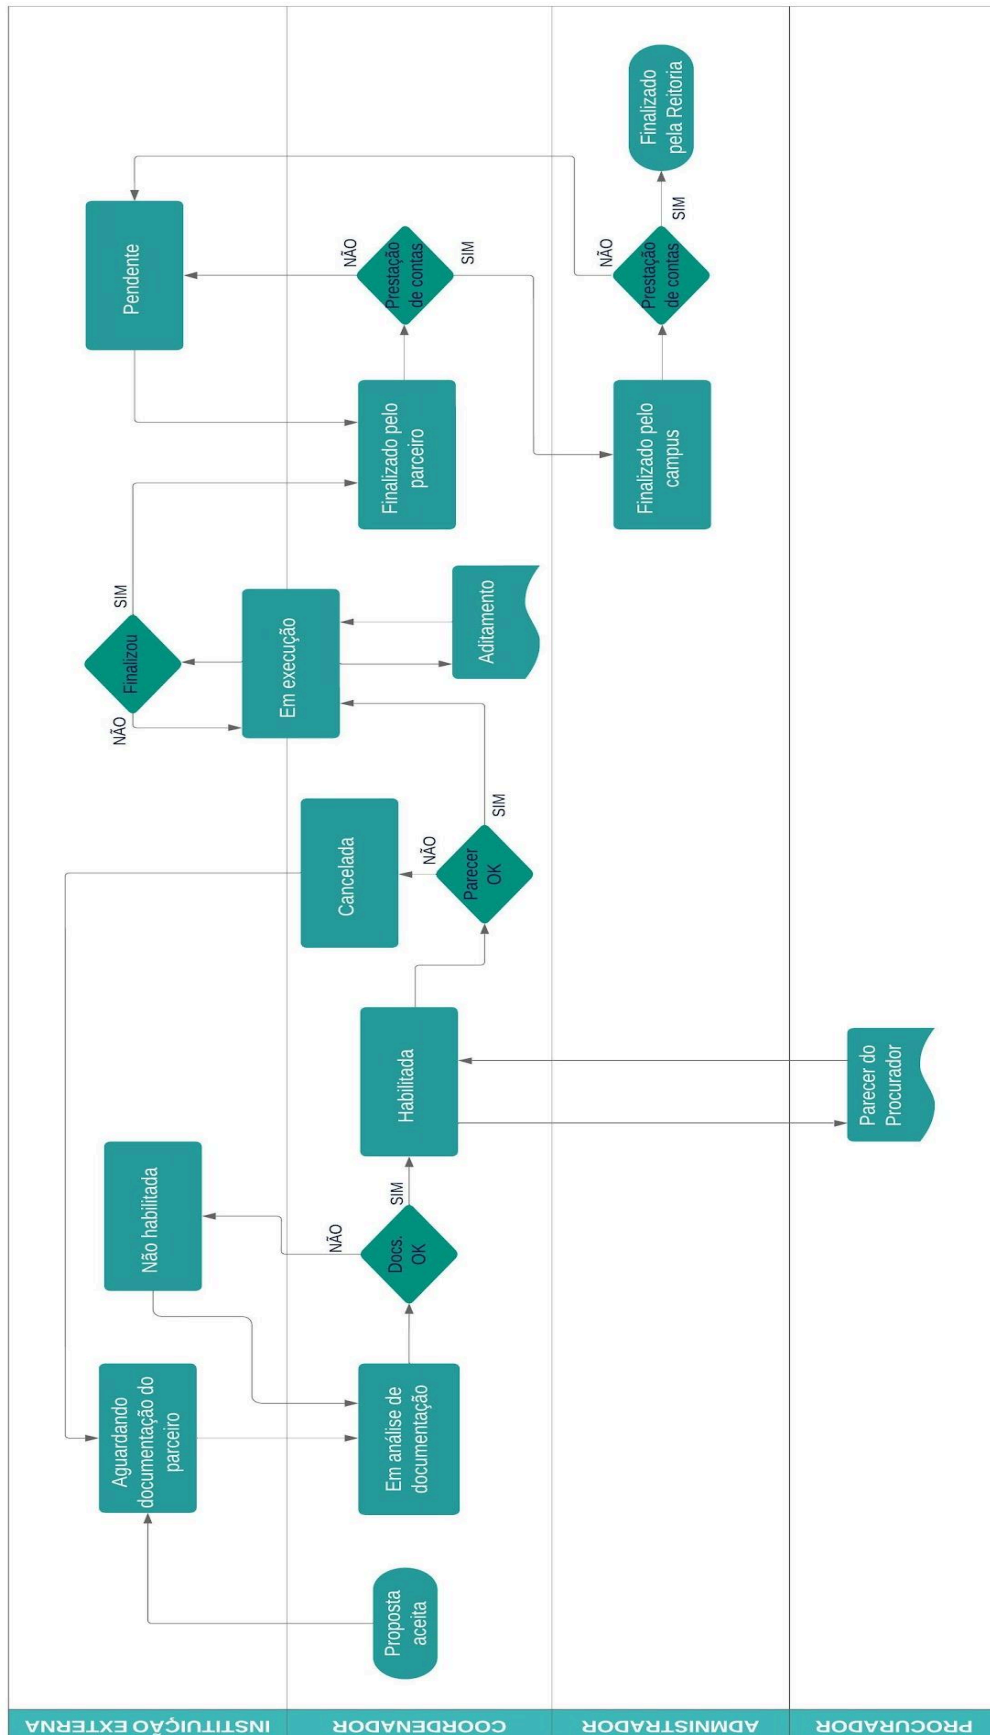 INSTITUIÇÃO EXTERNA
COORDENADOR
ADMNISTRADOR
PROCURADOR
Proposta
aceita
Aguardando
documentação do
parceiro
Em análise de
documentação
Docs.
OK
NÃO
SIM
Não habilitada
Habilitada
Parecer do
Procurador
Parecer
OK
NÃO
SIM
Cancelada
Em execução
Aditamento
Finalizou
NÃO
SIM
Finalizado pelo
parceiro
Prestação
de contas
NÃO
SIM
Pendente
Finalizado pelo
campus
Prestação
de contas
NÃO
SIM
Finalizado
pela Reitoria